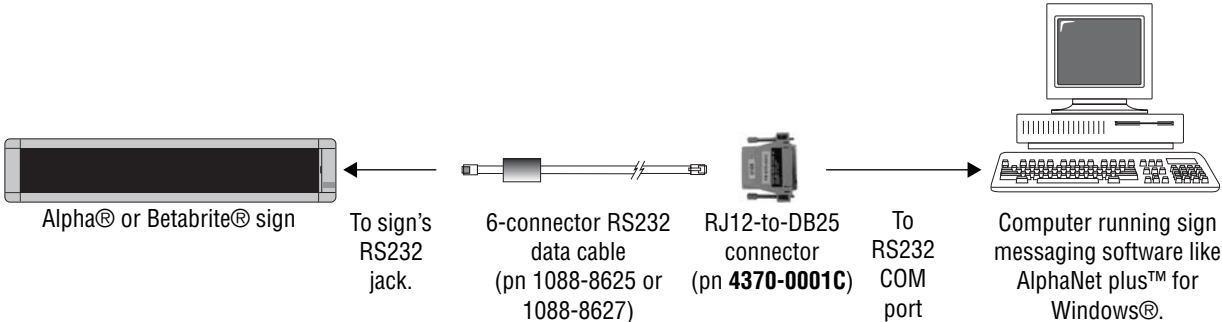 Alpha® or Betabrite® sign
To sign's
RS232
jack.
6-connector RS232
data cable
(pn 1088-8625 or
1088-8627)
RJ12-to-DB25
connector
(pn 4370-0001C)
To
RS232
COM
port
Computer running sign
messaging software like
AlphaNet plus™ for
Windows®.